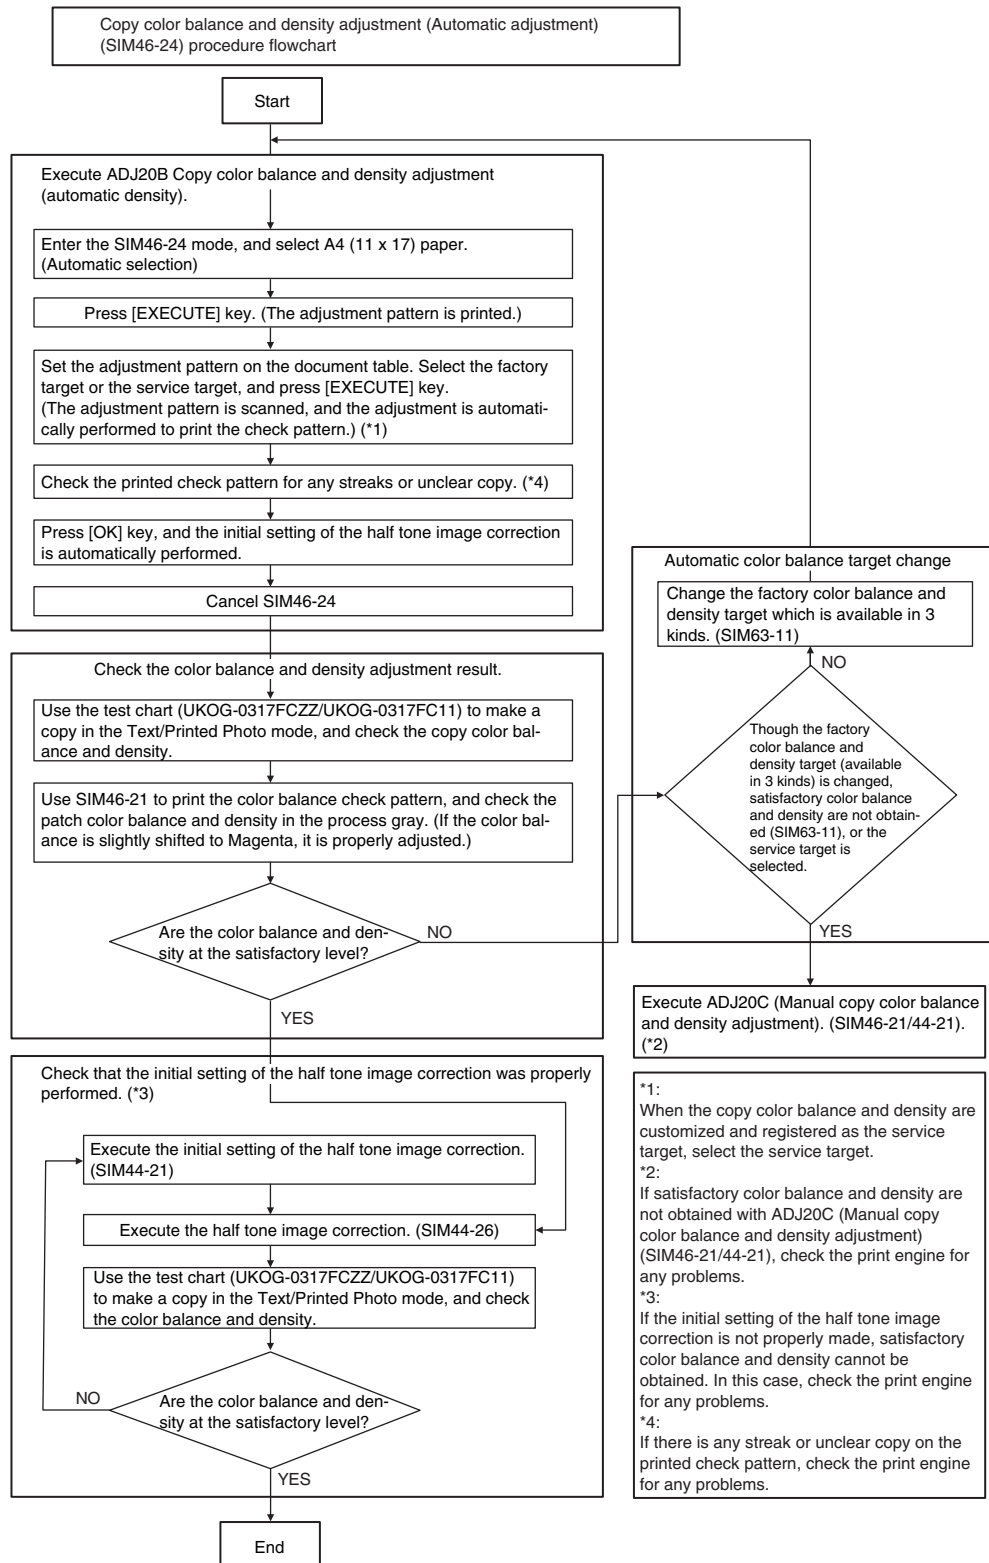 Copy color balance and density adjustment (Automatic adjustment)
(SIM46-24) procedure flowchart
Start
Execute ADJ20B Copy color balance and density adjustment
(automatic density).
Enter the SIM46-24 mode, and select A4 (11 x 17) paper.
(Automatic selection)
Press [EXECUTE] key. (The adjustment pattern is printed.)
Set the adjustment pattern on the document table. Select the factory
target or the service target, and press [EXECUTE] key.
(The adjustment pattern is scanned, and the adjustment is automati-
cally performed to print the check pattern.) (*1)
Check the printed check pattern for any streaks or unclear copy. (*4)
Press [OK] key, and the initial setting of the half tone image correction
is automatically performed.
Cancel SIM46-24
Check the color balance and density adjustment result.
Use the test chart (UKOG-0317FCZZ/UKOG-0317FC11) to make a
copy in the Text/Printed Photo mode, and check the copy color bal-
ance and density.
Use SIM46-21 to print the color balance check pattern, and check the
patch color balance and density in the process gray. (If the color bal-
ance is slightly shifted to Magenta, it is properly adjusted.)
Are the color balance and den-
sity at the satisfactory level?
NO
YES
Automatic color balance target change
Change the factory color balance and
density target which is available in 3
kinds. (SIM63-11)
NO
Though the factory
color balance and
density target (available
in 3 kinds) is changed,
satisfactory color balance
and density are not obtain-
ed (SIM63-11), or the
service target is
selected.
YES
Execute ADJ20C (Manual copy color balance
and density adjustment). (SIM46-21/44-21).
(*2)
Check that the initial setting of the half tone image correction was properly
performed. (*3)
Execute the initial setting of the half tone image correction.
(SIM44-21)
Execute the half tone image correction. (SIM44-26)
Use the test chart (UKOG-0317FCZZ/UKOG-0317FC11)
to make a copy in the Text/Printed Photo mode, and check
the color balance and density.
NO
Are the color balance and den-
sity at the satisfactory level?
YES
End
*1:
When the copy color balance and density are
customized and registered as the service
target, select the service target.
*2:
If satisfactory color balance and density are
not obtained with ADJ20C (Manual copy
color balance and density adjustment)
(SIM46-21/44-21), check the print engine for
any problems.
*3:
If the initial setting of the half tone image
correction is not properly made, satisfactory
color balance and density cannot be
obtained. In this case, check the print engine
for any problems.
*4:
If there is any streak or unclear copy on the
printed check pattern, check the print engine
for any problems.